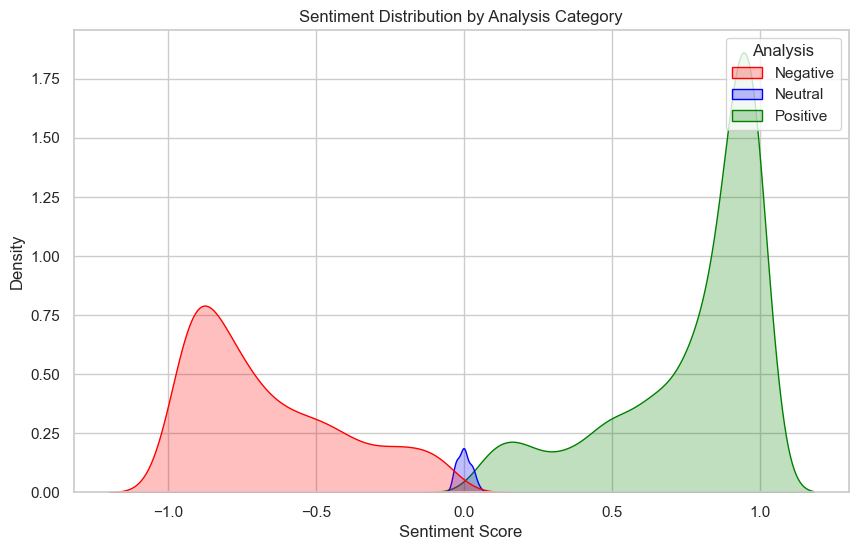 Sentiment Distribution by Analysis Category
Analysis
Negative
Neutral
Positive
Density
1.75
1.50
1.25
1.00
0.75
0.50
0.25
0.00
−1.0 −0.5 0.0 0.5 1.0
Sentiment Score